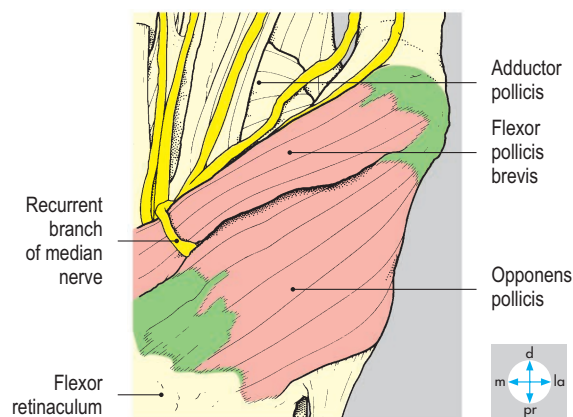 Adductor
pollicis
Flexor
pollicis
brevis
Recurrent
branch
of median
nerve
Opponens
pollicis
Flexor
retinaculum
d
m
la
pr